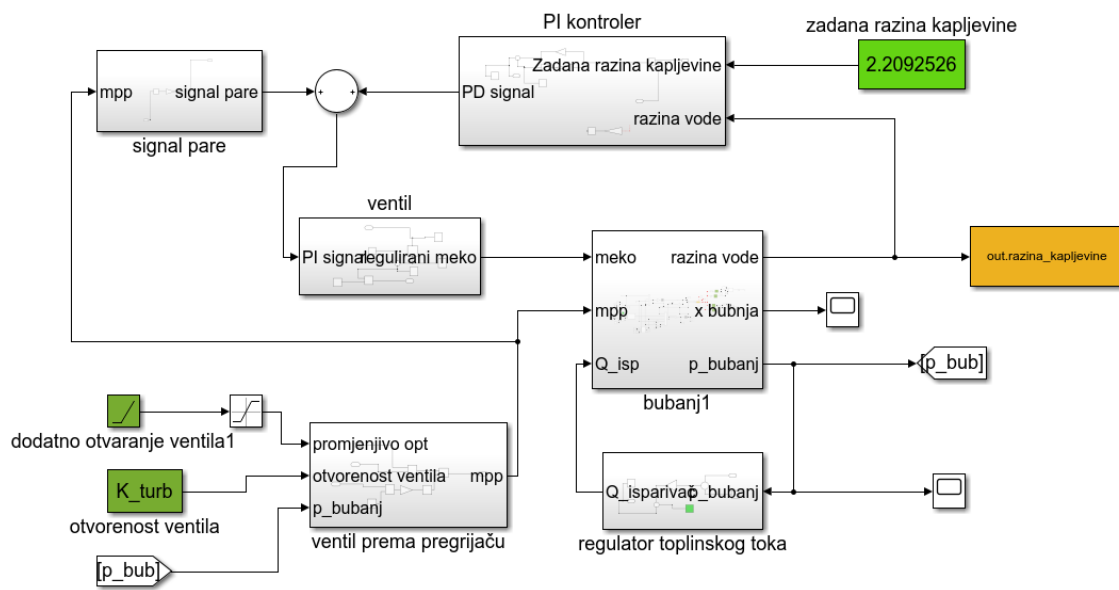 PI kontroler
zadana razina kapljevine
2.2092526
mpp
signal pare
signal pare
+
+
Zadana razina kapljevine
PD signal
razina vode
ventil
PI signal
regulirani meko
meko
razina vode
mpp
x bubnja
Q_isp
p_bubanj
bubanj1
out.razina_kapljevine
[p_bub]
dodatno otvaranje ventila1
K_turb
otvorenost ventila
[p_bub]
promjenjivo opt
otvorenost ventila
mpp
p_bubanj
ventil prema pregrijaču
Q_isparivač
p_bubanj
regulator toplinskog toka